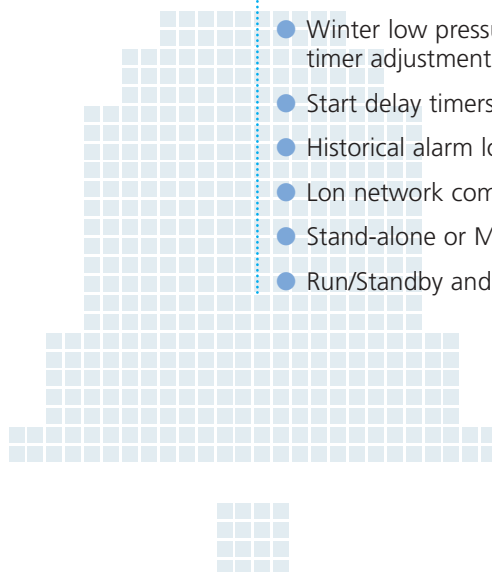 ● Winter low
timer adjustment
● Start delay timers
● Historical alarm
● Lon network
● Stand-alone or
● Run/Standby and